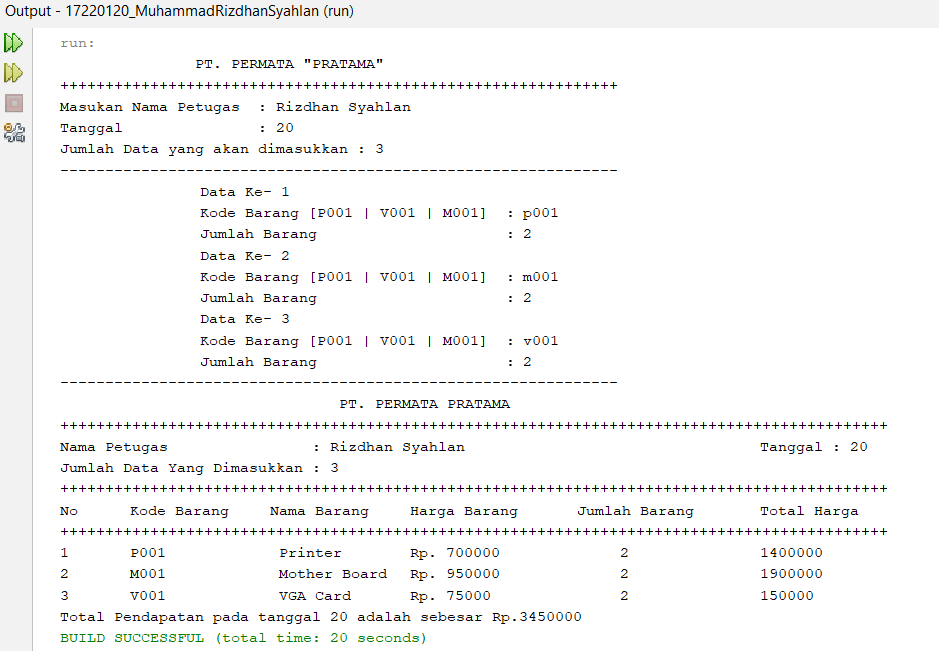 Output - 17220120_MuhammadRizdhanSyahlan (run)
run:
PT. PERMATA "PRATAMA"
++++++++++++++++++++++++++++++++++++++++++++++++++++++++++++++
Masukan Nama Petugas  : Rizdhan Syahlan
Tanggal               : 20
Jumlah Data yang akan dimasukkan : 3
--------------------------------------------------------------
Data Ke- 1
Kode Barang [P001 | V001 | M001]  : p001
Jumlah Barang                     : 2
Data Ke- 2
Kode Barang [P001 | V001 | M001]  : m001
Jumlah Barang                     : 2
Data Ke- 3
Kode Barang [P001 | V001 | M001]  : v001
Jumlah Barang                     : 2
--------------------------------------------------------------
PT. PERMATA PRATAMA
++++++++++++++++++++++++++++++++++++++++++++++++++++++++++++++++++++++++++++++++++++++++++++
Nama Petugas                : Rizdhan Syahlan                                 Tanggal : 20
Jumlah Data Yang Dimasukkan : 3
++++++++++++++++++++++++++++++++++++++++++++++++++++++++++++++++++++++++++++++++++++++++++++
No      Kode Barang     Nama Barang     Harga Barang       Jumlah Barang        Total Harga
++++++++++++++++++++++++++++++++++++++++++++++++++++++++++++++++++++++++++++++++++++++++++++
1       P001             Printer        Rp. 700000              2               1400000
2       M001             Mother Board   Rp. 950000              2               1900000
3       V001             VGA Card       Rp. 75000               2               150000
Total Pendapatan pada tanggal 20 adalah sebesar Rp.3450000
BUILD SUCCESSFUL (total time: 20 seconds)